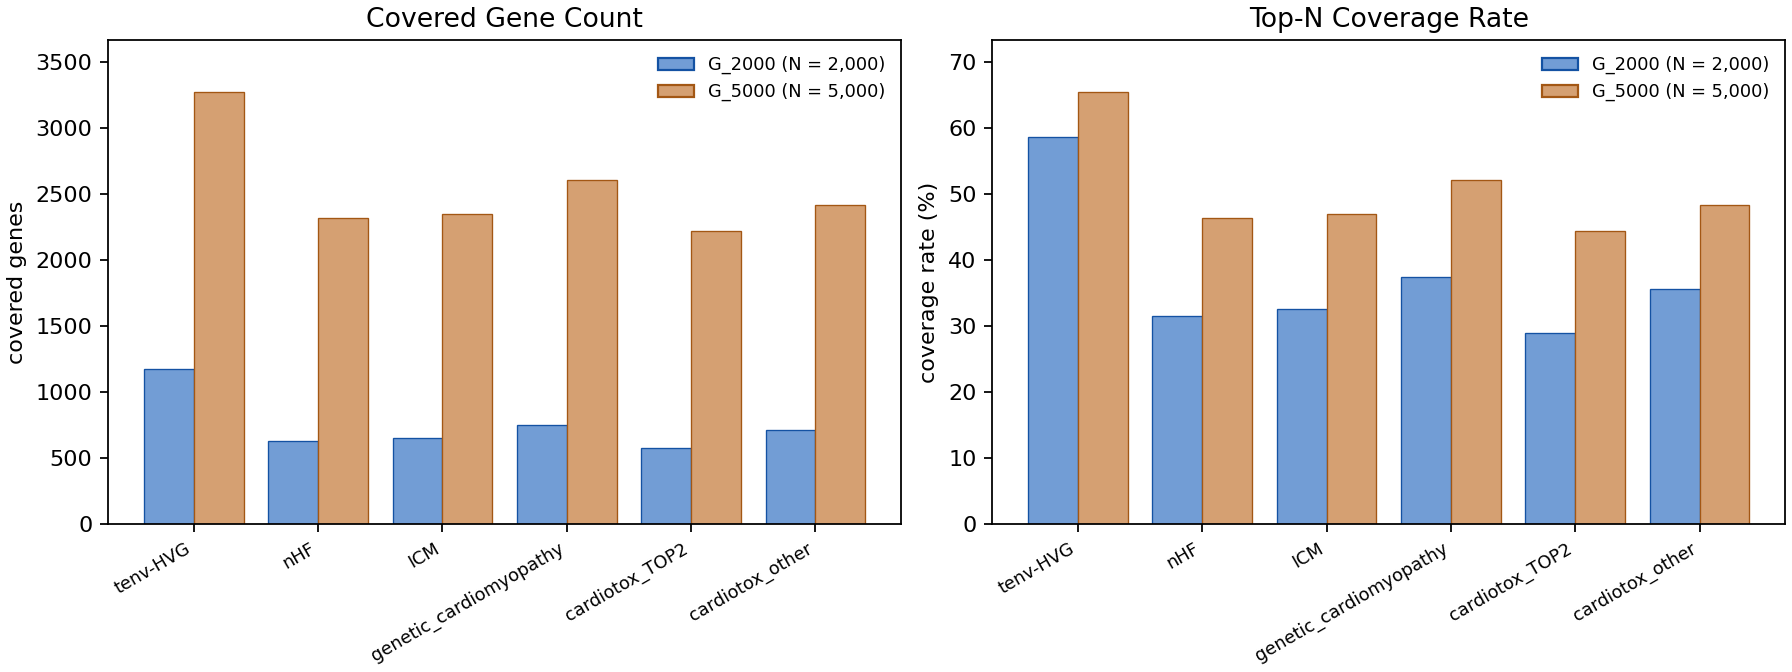 Covered Gene Count
covered genes
3500
3000
2500
2000
1500
1000
500
0
G_2000 (N = 2,000)
G_5000 (N = 5,000)
tenv-HVG
nHF
ICM
genetic_cardiomyopathy
cardiotox_TOP2
cardiotox_other
Top-N Coverage Rate
coverage rate (%)
70
60
50
40
30
20
10
0
G_2000 (N = 2,000)
G_5000 (N = 5,000)
tenv-HVG
nHF
ICM
genetic_cardiomyopathy
cardiotox_TOP2
cardiotox_other